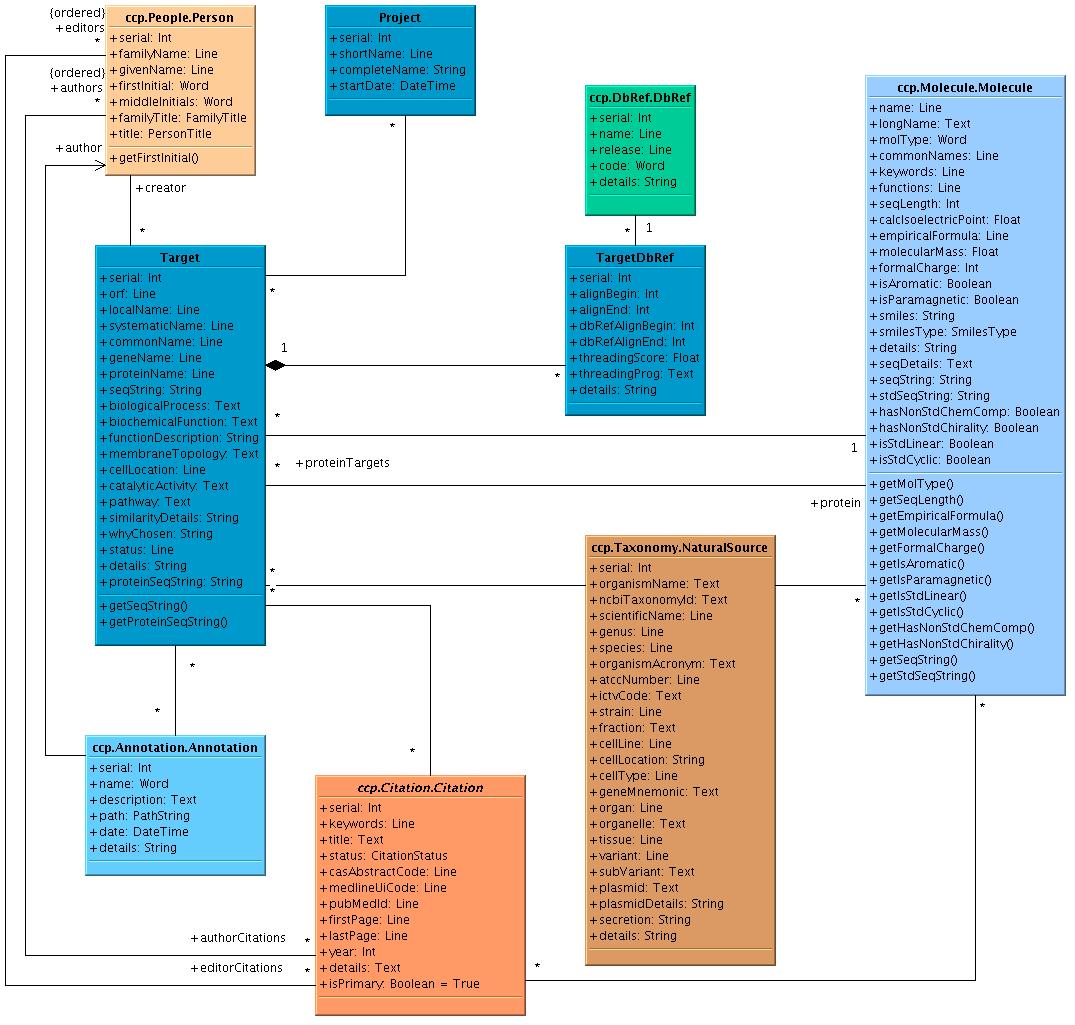 {ordered}
+editors
*
{ordered}
+authors
*
+author
ccp.People.Person
+serial: Int
+familyName: Line
+givenName: Line
+firstInitial: Word
+middleInitials: Word
+familyTitle: FamilyTitle
+title: PersonTitle
+getFirstInitial()
+creator
*
Project
+serial: Int
+shortName: Line
+completeName: String
+startDate: DateTime
*
*
ccp.DbRef.DbRef
+serial: Int
+name: Line
+release: Line
+code: Word
+details: String
1
*
TargetDbRef
+serial: Int
+alignBegin: Int
+alignEnd: Int
+dbRefAlignBegin: Int
+dbRefAlignEnd: Int
+threadingScore: Float
+threadingProg: Text
+details: String
1
*
Target
+serial: Int
+orf: Line
+localName: Line
+systematicName: Line
+commonName: Line
+geneName: Line
+proteinName: Line
+seqString: String
+biologicalProcess: Text
+biochemicalFunction: Text
+functionDescription: String
+membraneTopology: Text
+cellLocation: Line
+catalyticActivity: Text
+pathway: Text
+similarityDetails: String
+whyChosen: String
+status: Line
+details: String
+proteinSeqString: String
+getSeqString()
+getProteinSeqString()
*
1
* +proteinTargets
+protein
*
*
*
*
ccp.Molecule.Molecule
+name: Line
+longName: Text
+molType: Word
+commonNames: Line
+keywords: Line
+functions: Line
+seqLength: Int
+calcIsoelectricPoint: Float
+empiricalFormula: Line
+molecularMass: Float
+formalCharge: Int
+isAromatic: Boolean
+isParamagnetic: Boolean
+smiles: String
+smilesType: SmilesType
+details: String
+seqDetails: Text
+seqString: String
+stdSeqString: String
+hasNonStdChemComp: Boolean
+hasNonStdChirality: Boolean
+isStdLinear: Boolean
+isStdCyclic: Boolean
+getMolType()
+getSeqLength()
+getEmpiricalFormula()
+getMolecularMass()
+getFormalCharge()
+getIsAromatic()
+getIsParamagnetic()
+getIsStdLinear()
+getIsStdCyclic()
+getHasNonStdChemComp()
+getHasNonStdChirality()
+getSeqString()
+getStdSeqString()
*
ccp.Taxonomy.NaturalSource
+serial: Int
+organismName: Text
+ncbiTaxonomyId: Text
+scientificName: Line
+genus: Line
+species: Line
+organismAcronym: Text
+atccNumber: Line
+ictvCode: Text
+strain: Line
+fraction: Text
+cellLine: Line
+cellLocation: String
+cellType: Line
+geneMnemonic: Text
+organ: Line
+organelle: Text
+tissue: Line
+variant: Line
+subVariant: Text
+plasmid: Text
+plasmidDetails: String
+secretion: String
+details: String
*
*
ccp.Annotation.Annotation
+serial: Int
+name: Word
+description: Text
+path: PathString
+date: DateTime
+details: String
ccp.Citation.Citation
+serial: Int
+keywords: Line
+title: Text
+status: CitationStatus
+casAbstractCode: Line
+medlineUiCode: Line
+pubMedId: Line
+firstPage: Line
+lastPage: Line
+year: Int
+details: Text
+isPrimary: Boolean = True
+authorCitations *
+editorCitations *
*